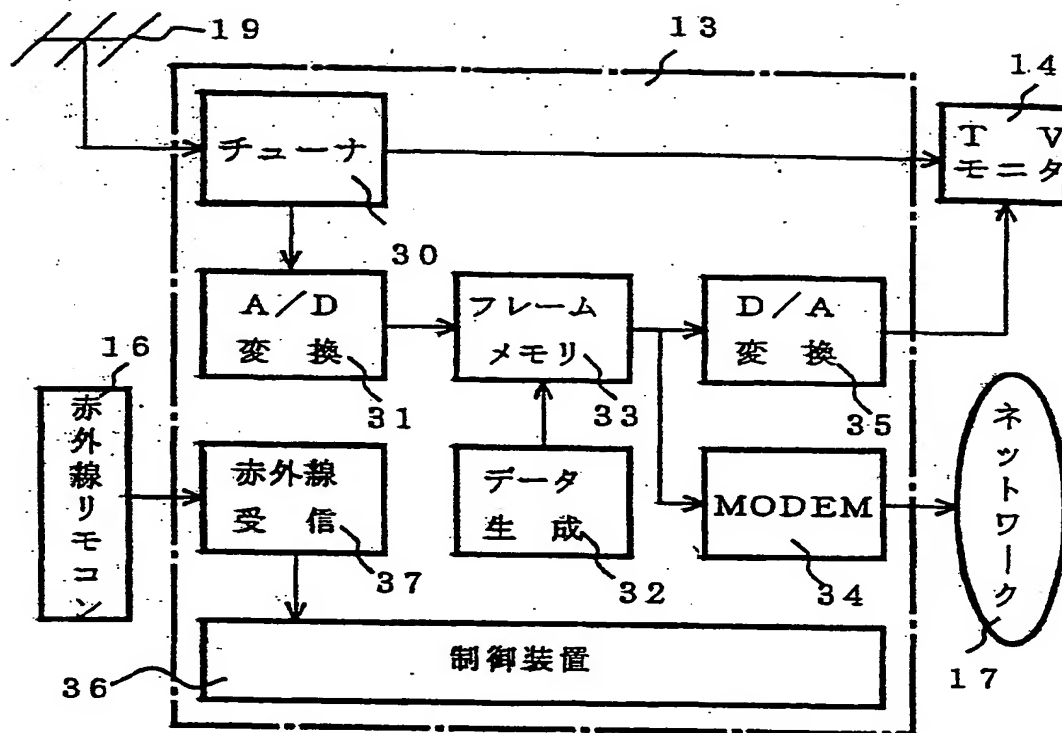 19
13
14
チューナ
30
TV
モニタ
A/D
変換
31
フレーム
メモリ
33
D/A
変換
35
16
赤外線リモコン
赤外線
受信
37
データ
生成
32
MODEM
34
ネットワーク
17
制御装置
36